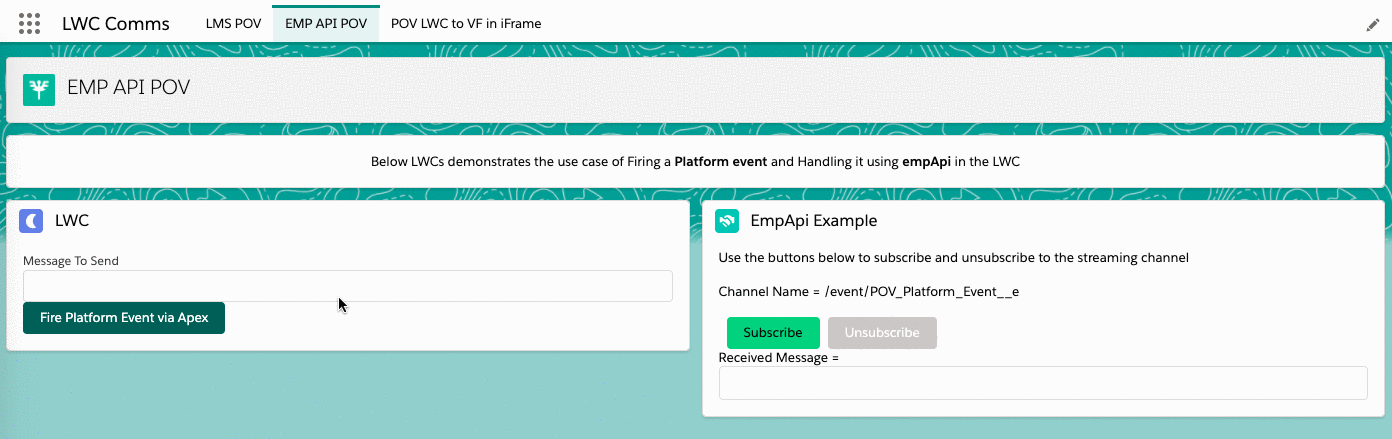 LWC Comms
LMS POV
EMP API POV
POV LWC to VF in iFrame
EMP API POV
Below LWCs demonstrates the use case of Firing a Platform event and Handling it using empApi in the LWC
LWC
Message To Send
Fire Platform Event via Apex
EmpApi Example
Use the buttons below to subscribe and unsubscribe to the streaming channel
Channel Name = /event/POV_Platform_Event__e
Subscribe
Unsubscribe
Received Message =